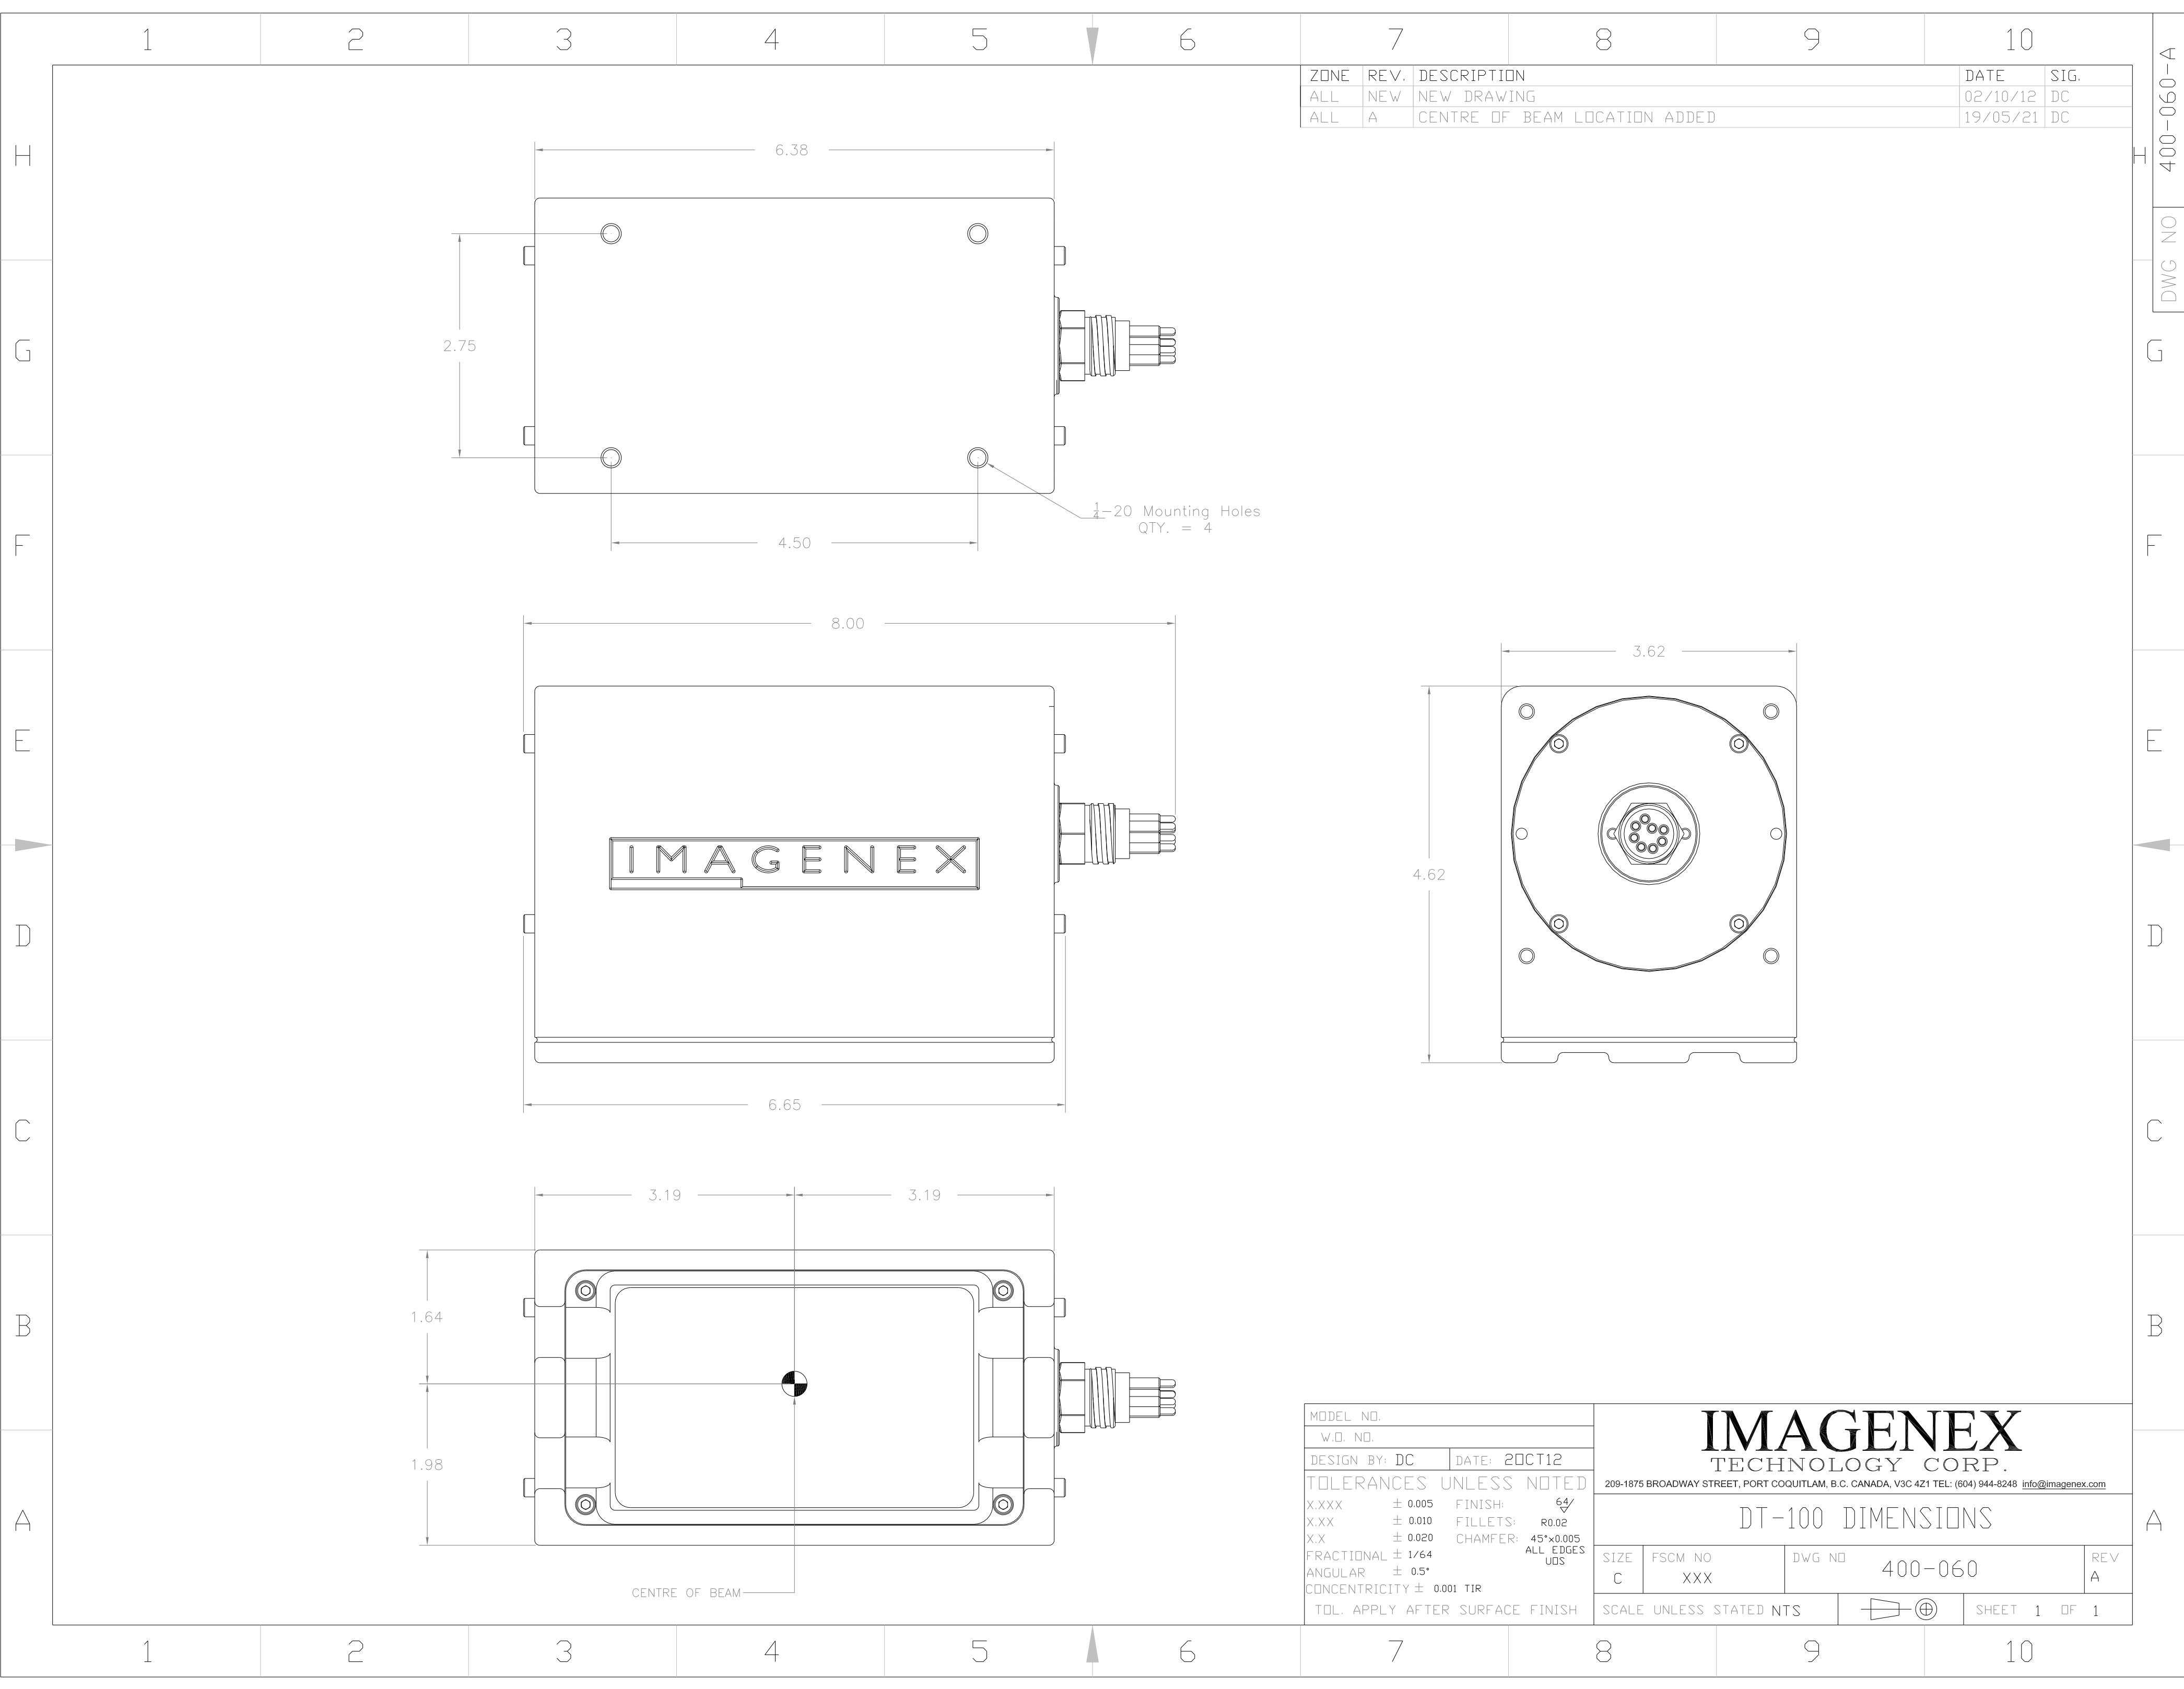 1 2 3 4 5 6 7 8 9 10
ZONE REV. DESCRIPTION DATE SIG.
ALL NEW NEW DRAWING 02/10/12 DC
ALL A CENTRE OF BEAM LOCATION ADDED 19/05/21 DC
400-060-A
DWG NO
H H
6.38
G G
2.75
1/4-20 Mounting Holes
QTY. = 4
F F
4.50
8.00
3.62
E E
IMAGENEX
4.62
D D
6.65
C C
3.19 3.19
1.64
B B
1.98
A A
CENTRE OF BEAM
MODEL NO.
W.O. NO.
DESIGN BY: DC DATE: 2OCT12
TOLERANCES UNLESS NOTED
X.XXX ± 0.005 FINISH: 64/
X.XX ± 0.010 FILLETS: R0.02
X.X ± 0.020 CHAMFER: 45°x0.005
ALL EDGES
UOS
FRACTIONAL ± 1/64
ANGULAR ± 0.5°
CONCENTRICITY ± 0.001 TIR
TOL. APPLY AFTER SURFACE FINISH
IMAGENEX
TECHNOLOGY CORP.
209-1875 BROADWAY STREET, PORT COQUITLAM, B.C. CANADA, V3C 4Z1 TEL: (604) 944-8248 info@imagenex.com
DT-100 DIMENSIONS
SIZE FSCM NO DWG NO REV
C XXX 400-060 A
SCALE UNLESS STATED NTS SHEET 1 OF 1
1 2 3 4 5 6 7 8 9 10